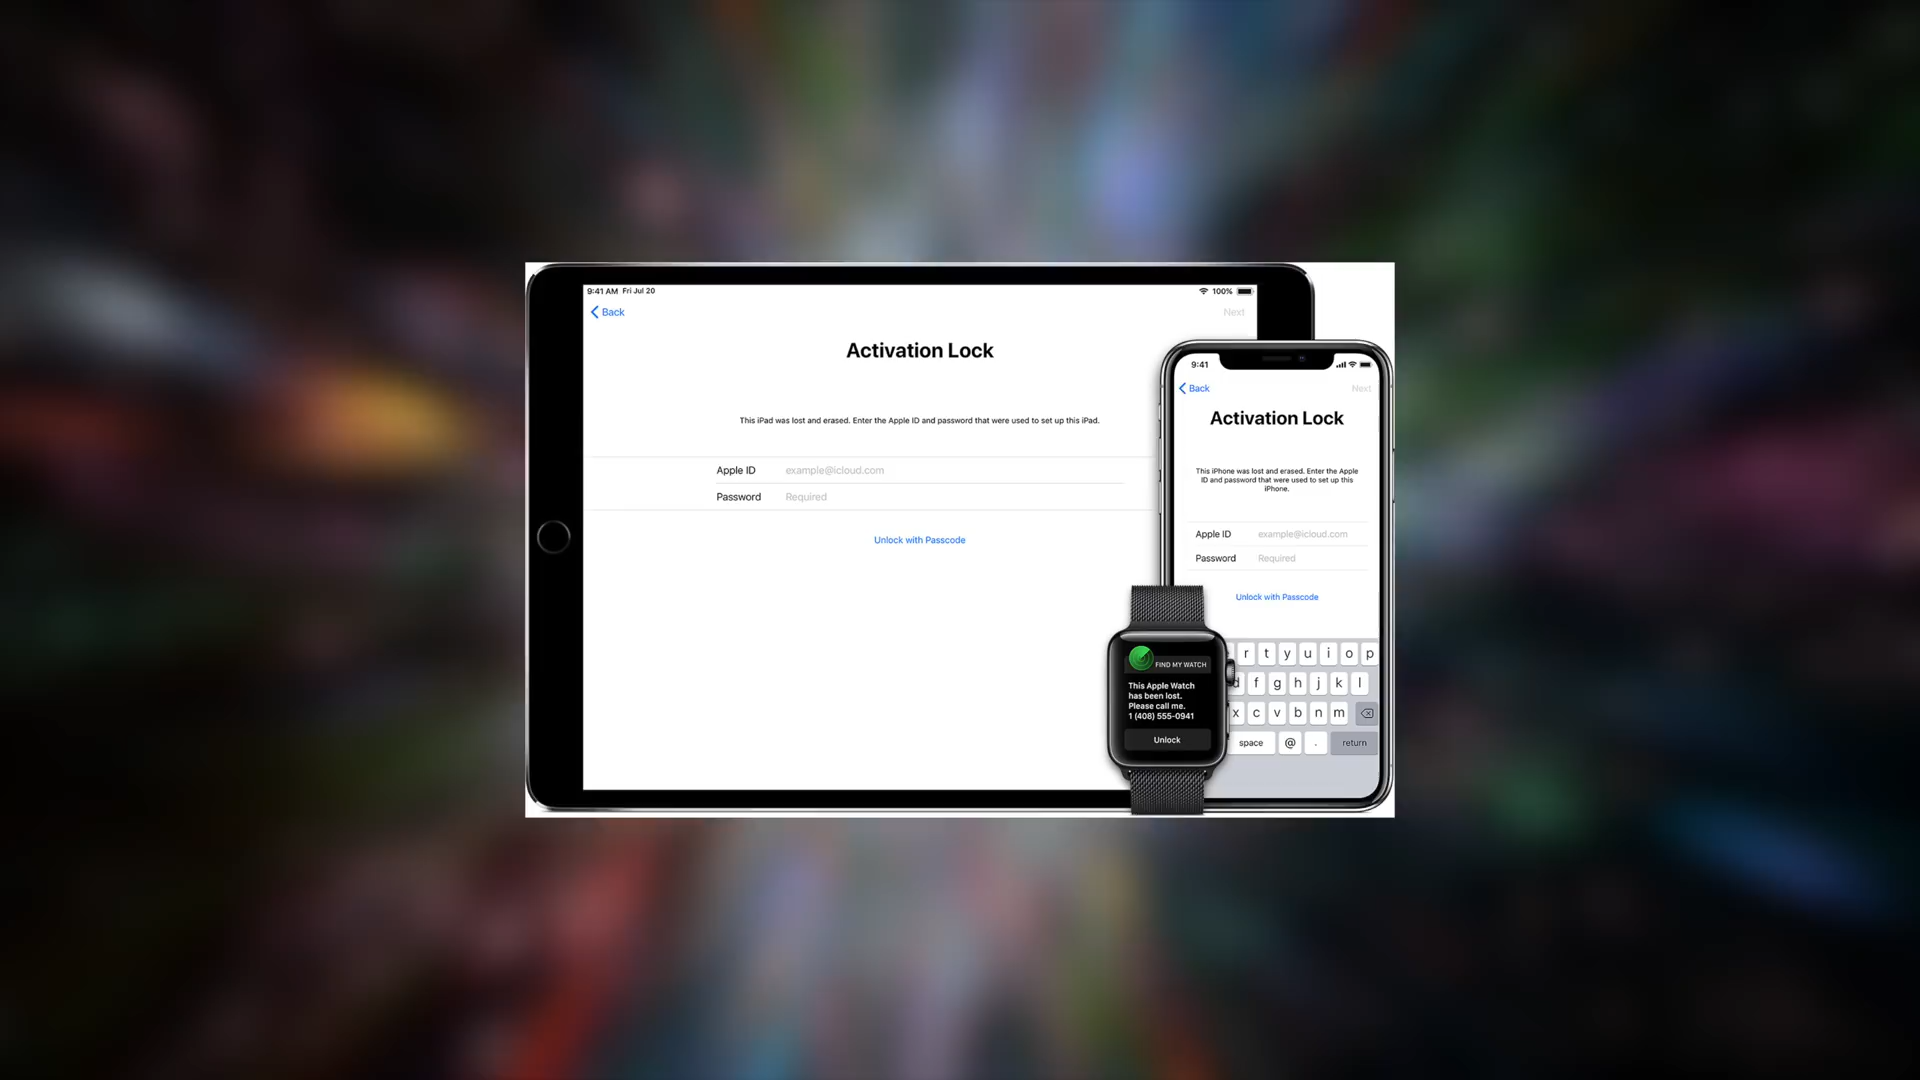 9:41 AM Fri Jul 20
100%
Back
Next
Activation Lock
This iPad was lost and erased. Enter the Apple ID and password that were used to set up this iPad.
Apple ID example@icloud.com
Password Required
Unlock with Passcode
9:41
Back
Next
Activation Lock
This iPhone was lost and erased. Enter the Apple
ID and password that were used to set up this
iPhone.
Apple ID example@icloud.com
Password Required
Unlock with Passcode
r t y u i o p
d f g h j k l
x c v b n m
space @ . return
FIND MY WATCH
This Apple Watch
has been lost.
Please call me.
1 (408) 555-0941
Unlock